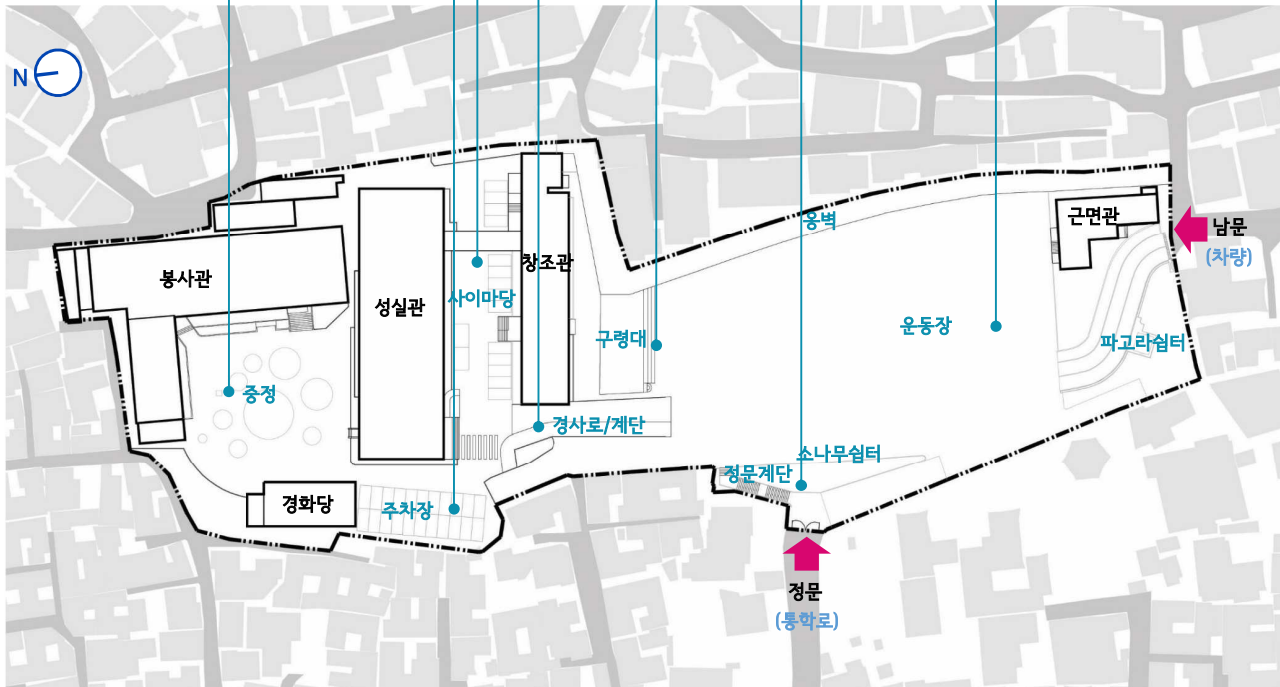 N
옹벽
근면관
남문
(차량)
봉사관
창조관
성실관
사이마당
구령대
운동장
파고라쉼터
중정
경사로/계단
소나무쉼터
정문계단
경화당
주차장
정문
(통학로)